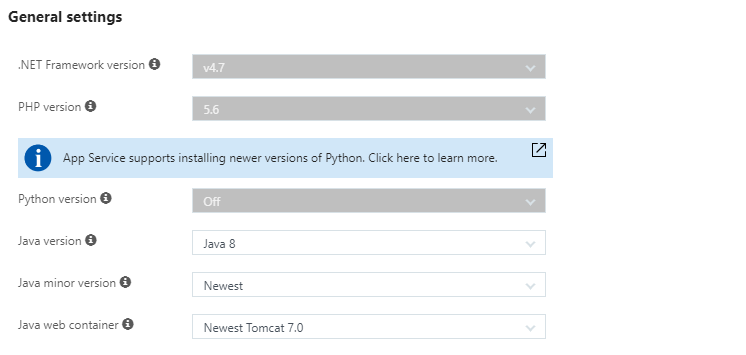 General settings
.NET Framework version v4.7
PHP version 5.6
App Service supports installing newer versions of Python. Click here to learn more.
Python version Off
Java version Java 8
Java minor version Newest
Java web container Newest Tomcat 7.0